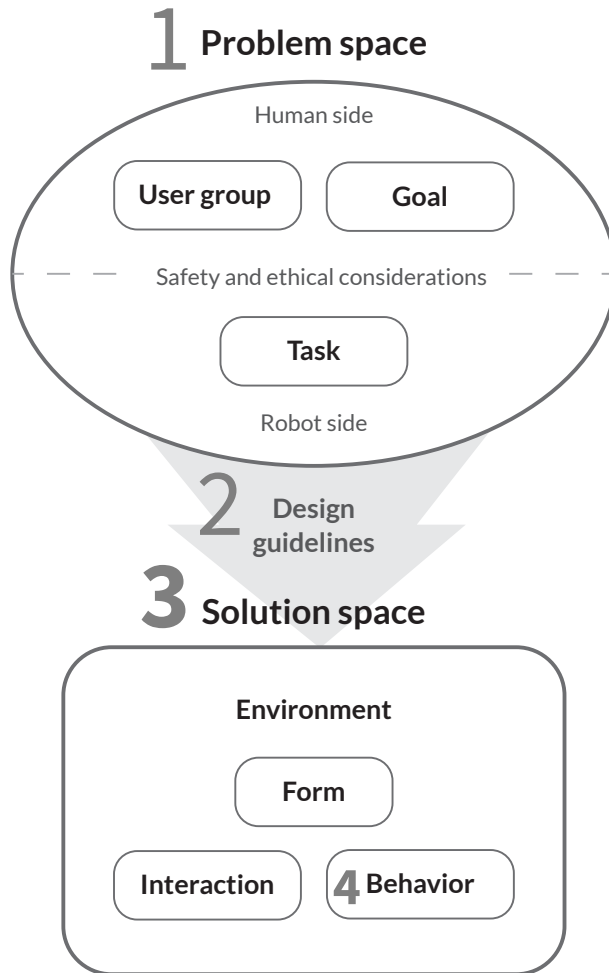 1 Problem space
Human side
User group
Goal
Safety and ethical considerations
Task
Robot side
2 Design
guidelines
3 Solution space
Environment
Form
Interaction
4 Behavior